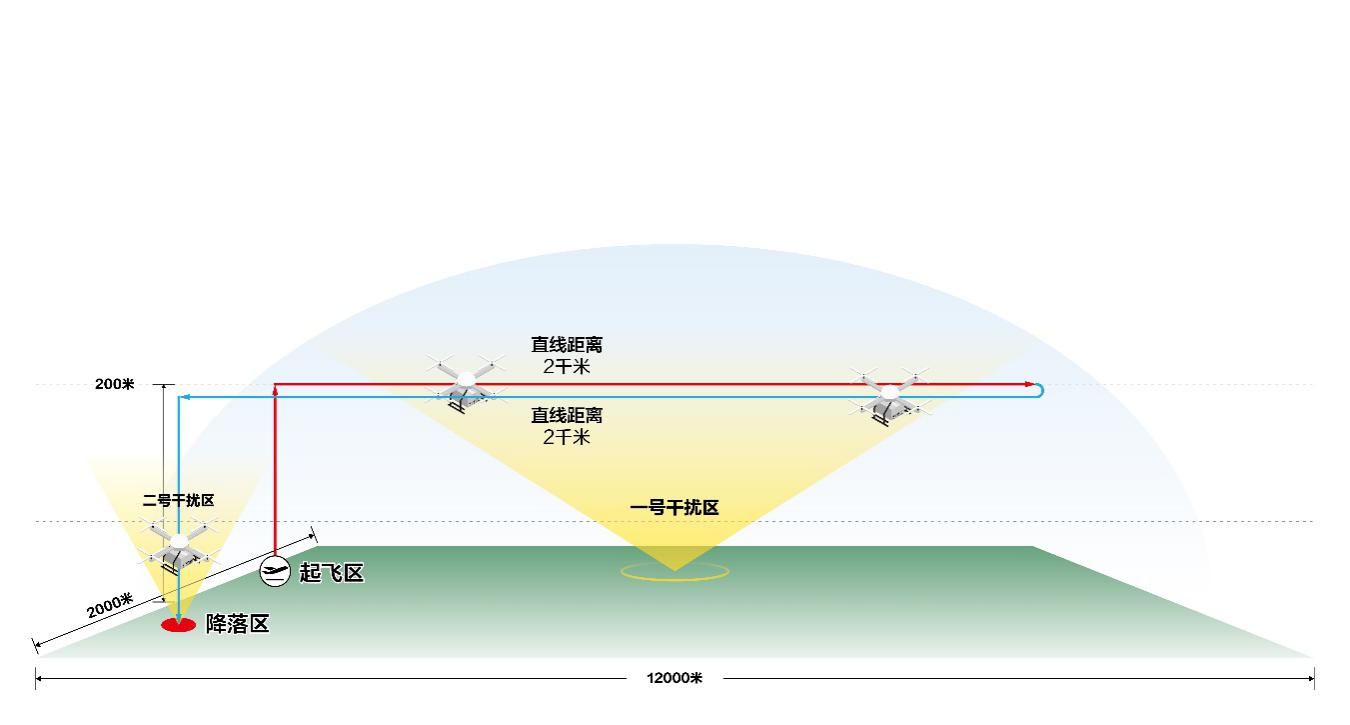 直线距离
2千米
200米
直线距离
2千米
二号干扰区
一号干扰区
起飞区
2000米
降落区
12000米